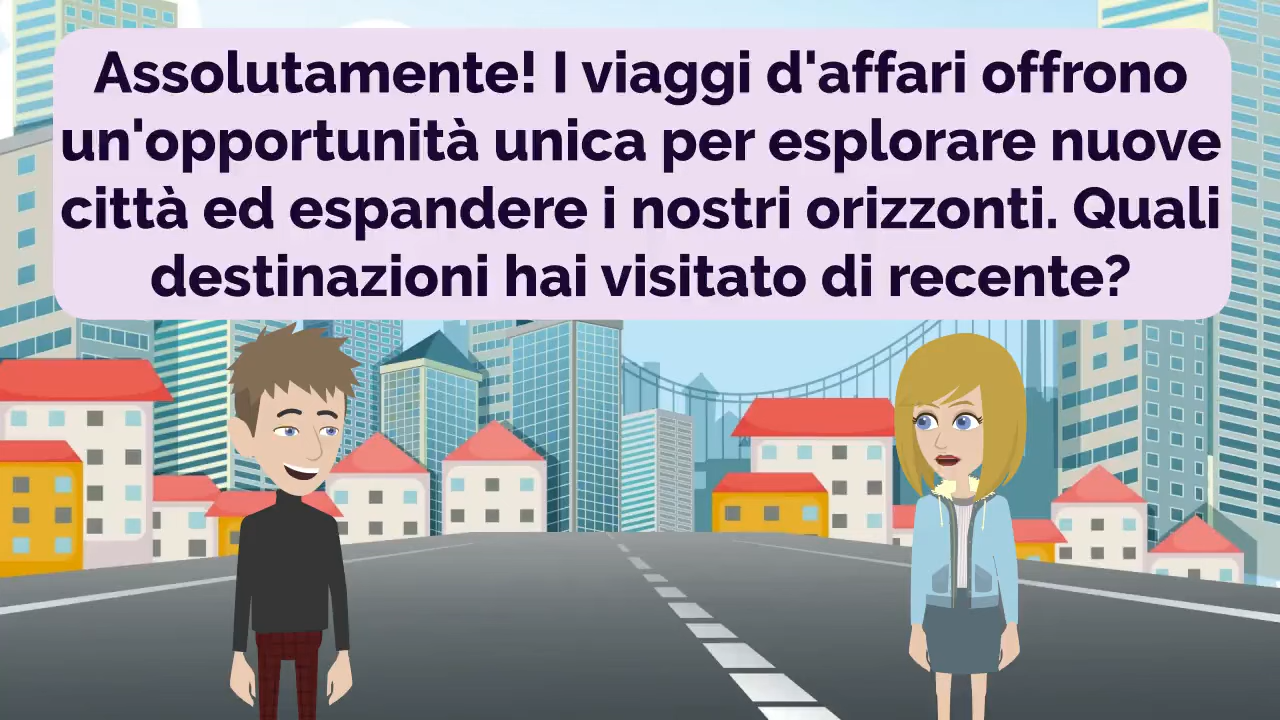 Assolutamente! I viaggi d'affari offrono
un'opportunità unica per esplorare nuove
città ed espandere i nostri orizzonti. Quali
destinazioni hai visitato di recente?